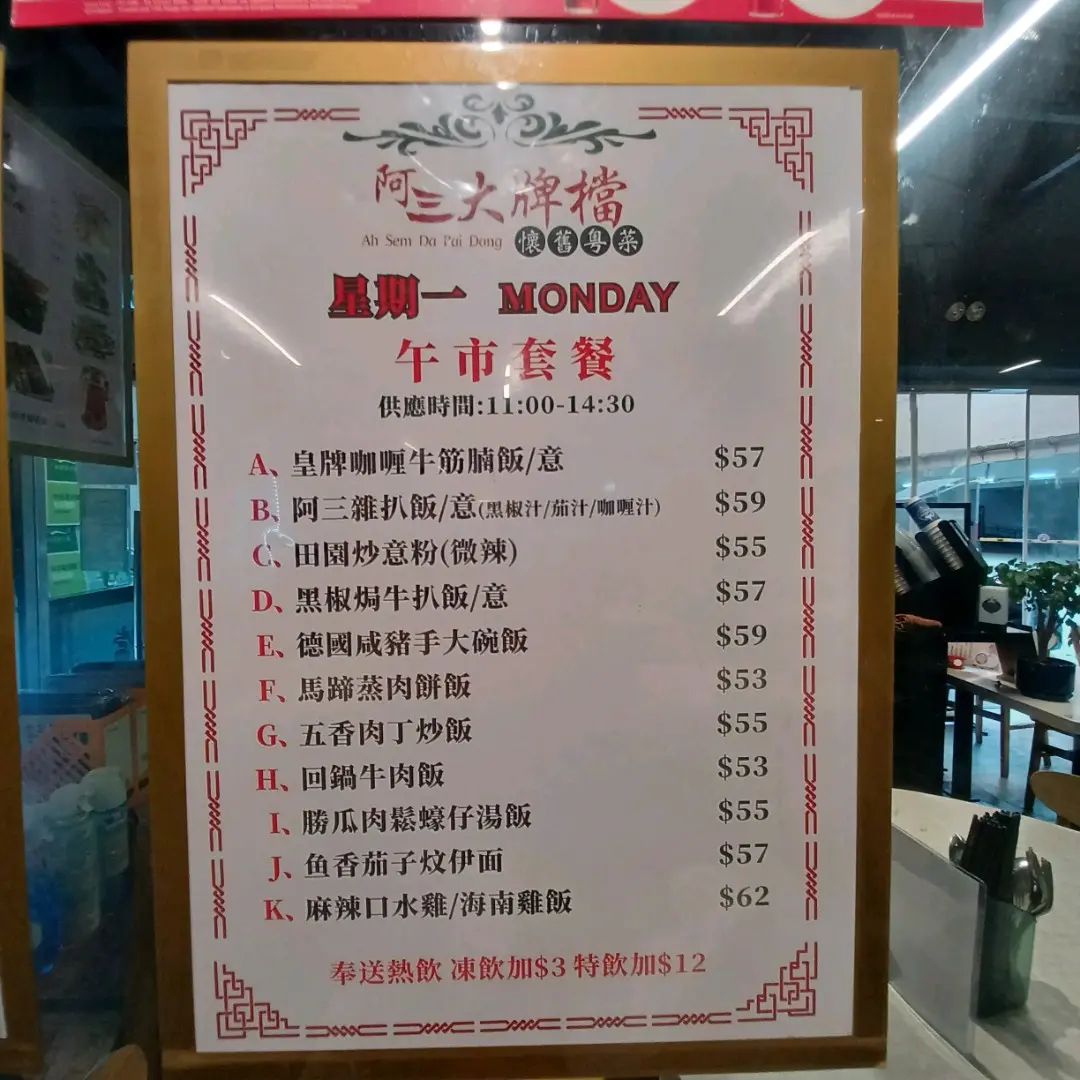 阿三大牌檔
Ah Sem Da Pai Dong 懷舊粵菜
星期一 MONDAY
午市套餐
供應時間:11:00-14:30
A、皇牌咖喱牛筋腩飯/意 $57
B、阿三雜扒飯/意(黑椒汁/茄汁/咖喱汁) $59
C、田園炒意粉(微辣) $55
D、黑椒焗牛扒飯/意 $57
E、德國咸豬手大碗飯 $59
F、馬蹄蒸肉餅飯 $53
G、五香肉丁炒飯 $55
H、回鍋牛肉飯 $53
I、勝瓜肉鬆蠔仔湯飯 $55
J、鱼香茄子炆伊面 $57
K、麻辣口水雞/海南雞飯 $62
奉送熱飲 凍飲加$3 特飲加$12